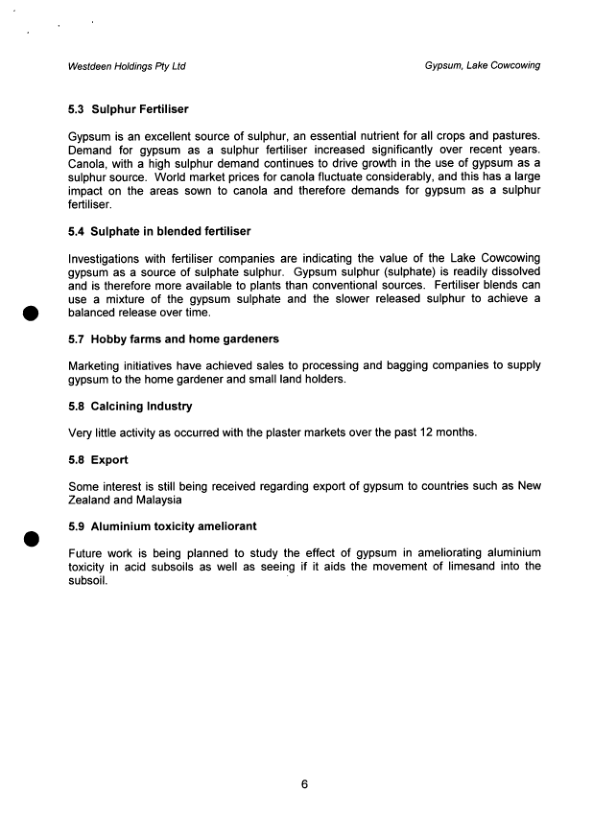 Westdeen Holdings Pty Ltd
Gypsum, Lake Cowcowing
5.3 Sulphur Fertiliser
Gypsum is an excellent source of sulphur, an essential nutrient for all crops and pastures.
Demand for gypsum as a sulphur fertiliser increased significantly over recent years.
Canola, with a high sulphur demand continues to drive growth in the use of gypsum as a
sulphur source. World market prices for canola fluctuate considerably, and this has a large
impact on the areas sown to canola and therefore demands for gypsum as a sulphur
fertiliser.
5.4 Sulphate in blended fertiliser
Investigations with fertiliser companies are indicating the value of the Lake Cowcowing
gypsum as a source of sulphate sulphur. Gypsum sulphur (sulphate) is readily dissolved
and is therefore more available to plants than conventional sources. Fertiliser blends can
use a mixture of the gypsum sulphate and the slower released sulphur to achieve a
balanced release over time.
5.7 Hobby farms and home gardeners
Marketing initiatives have achieved sales to processing and bagging companies to supply
gypsum to the home gardener and small land holders.
5.8 Calcining Industry
Very little activity as occurred with the plaster markets over the past 12 months.
5.8 Export
Some interest is still being received regarding export of gypsum to countries such as New
Zealand and Malaysia
5.9 Aluminium toxicity ameliorant
Future work is being planned to study the effect of gypsum in ameliorating aluminium
toxicity in acid subsoils as well as seeing if it aids the movement of limesand into the
subsoil.
6